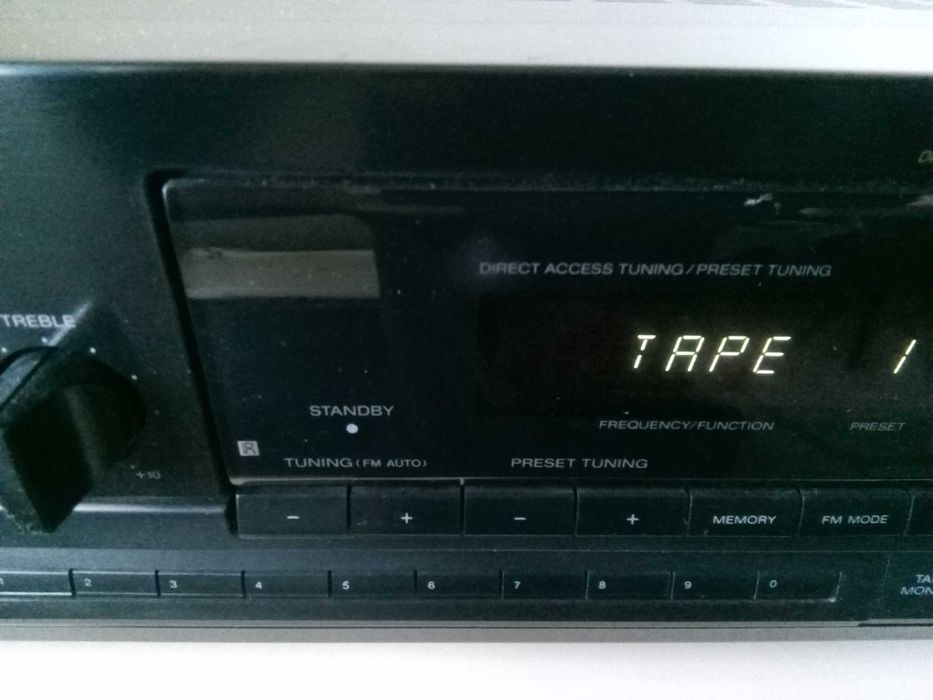 DIRECT ACCESS TUNING/PRESET TUNING
TREBLE
TAPE 1
STANDBY
FREQUENCY/FUNCTION PRESET
+10
R
TUNING (FM AUTO) PRESET TUNING
- + - + MEMORY FM MODE
1 2 3 4 5 6 7 8 9 0